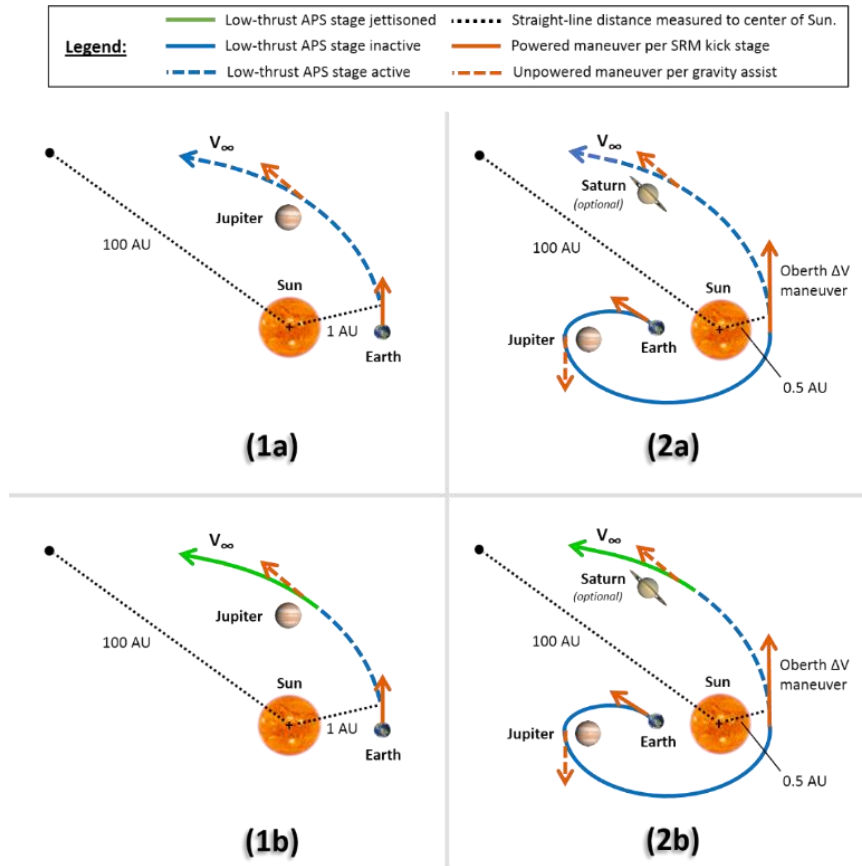 Legend:
Low-thrust APS stage jettisoned
Low-thrust APS stage inactive
Low-thrust APS stage active
Straight-line distance measured to center of Sun.
Powered maneuver per SRM kick stage
Unpowered maneuver per gravity assist
V∞
Jupiter
100 AU
Sun
1 AU
Earth
(1a)
V∞
Saturn
(optional)
100 AU
Sun
Oberth ΔV
maneuver
Jupiter
Earth
0.5 AU
(2a)
V∞
Jupiter
100 AU
Sun
1 AU
Earth
(1b)
V∞
Saturn
(optional)
100 AU
Sun
Oberth ΔV
maneuver
Jupiter
Earth
0.5 AU
(2b)